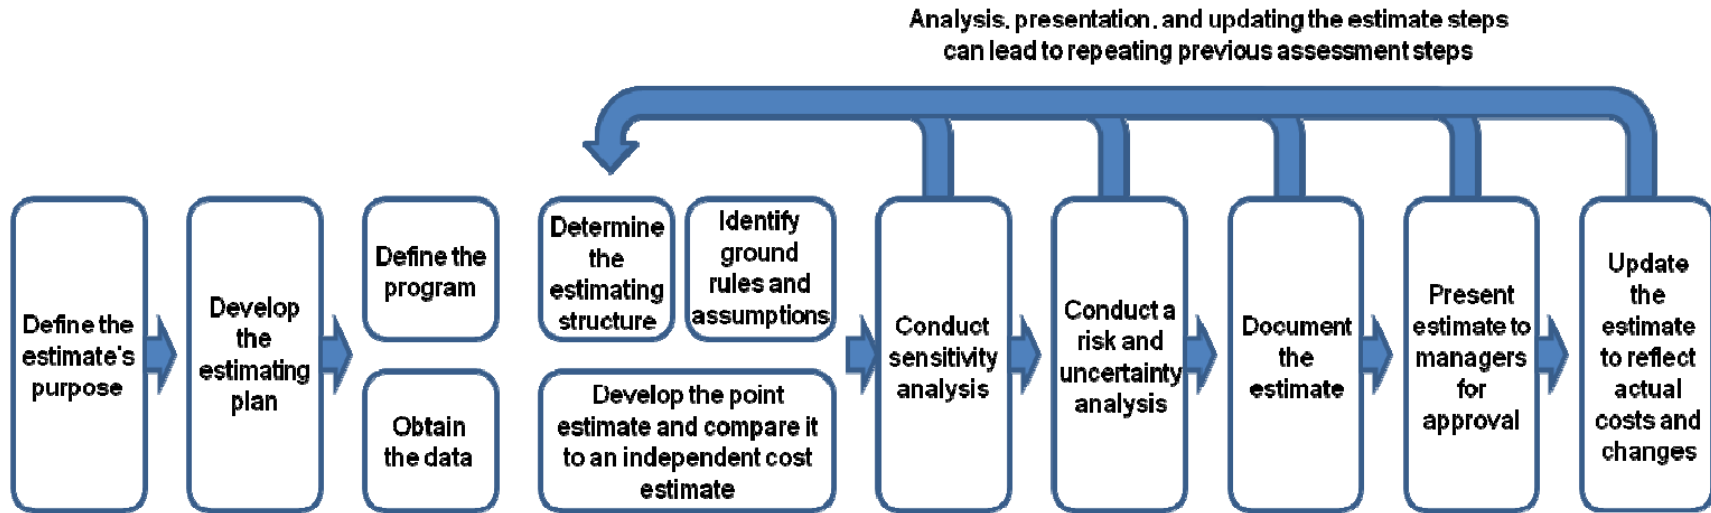 Analysis, presentation, and updating the estimate steps
can lead to repeating previous assessment steps
Define the
estimate's
purpose
Develop
the
estimating
plan
Define the
program
Obtain
the data
Determine
the
estimating
structure
Identify
ground
rules and
assumptions
Develop the point
estimate and compare it
to an independent cost
estimate
Conduct
sensitivity
analysis
Conduct a
risk and
uncertainty
analysis
Document
the
estimate
Present
estimate to
managers
for
approval
Update
the
estimate
to reflect
actual
costs and
changes